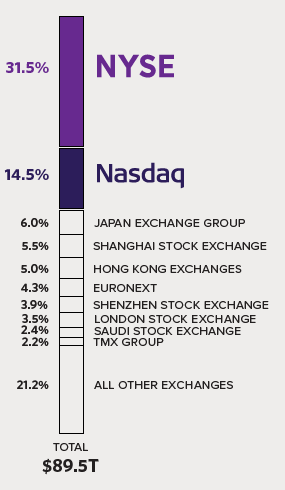 31.5% NYSE
14.5% Nasdaq
6.0% JAPAN EXCHANGE GROUP
5.5% SHANGHAI STOCK EXCHANGE
5.0% HONG KONG EXCHANGES
4.3% EURONEXT
3.9% SHENZHEN STOCK EXCHANGE
3.5% LONDON STOCK EXCHANGE
2.4% SAUDI STOCK EXCHANGE
2.2% TMX GROUP
21.2% ALL OTHER EXCHANGES
TOTAL
$89.5T